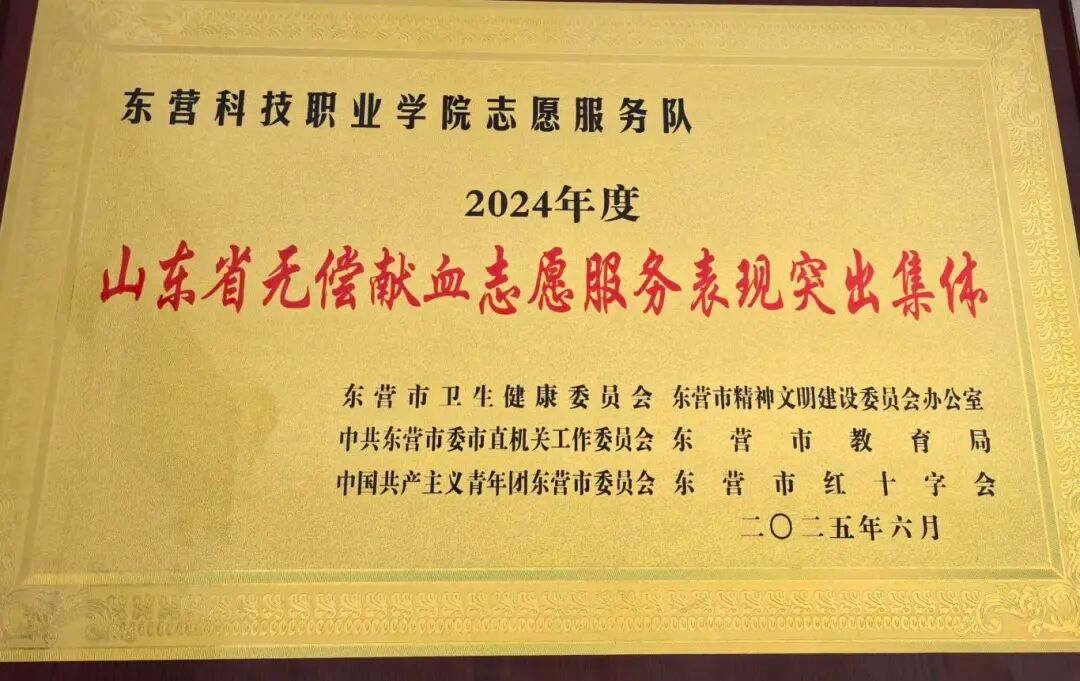 东营科技职业学院志愿服务队
2024年度
山东省无偿献血志愿服务表现突出集体
东营市卫生健康委员会 东营市精神文明建设委员会办公室
中共东营市委市直机关工作委员会 东营市教育局
中国共产主义青年团东营市委员会 东营市红十字会
二〇二五年六月